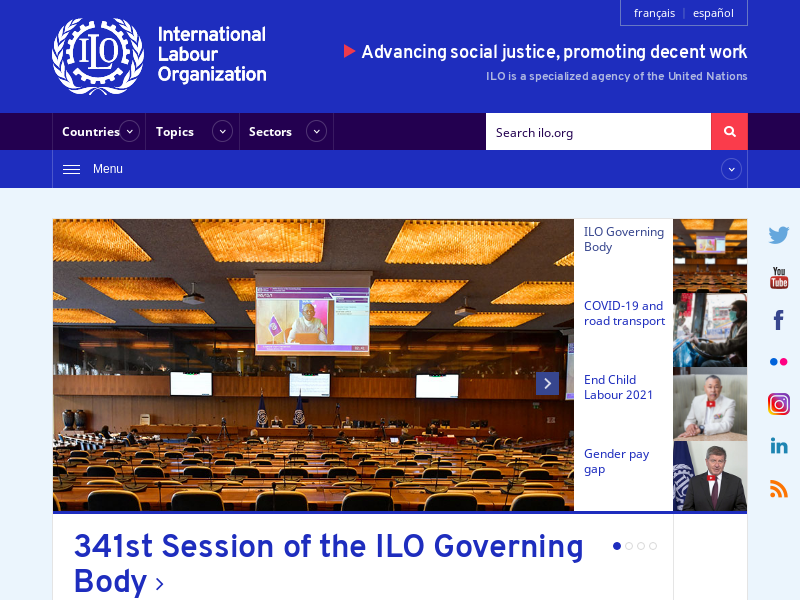 français | español
ILO
International
Labour
Organization
Advancing social justice, promoting decent work
ILO is a specialized agency of the United Nations
Countries
Topics
Sectors
Search ilo.org
Menu
ILO Governing
Body
COVID-19 and
road transport
End Child
Labour 2021
Gender pay
gap
You
Tube
in
341st Session of the ILO Governing
Body